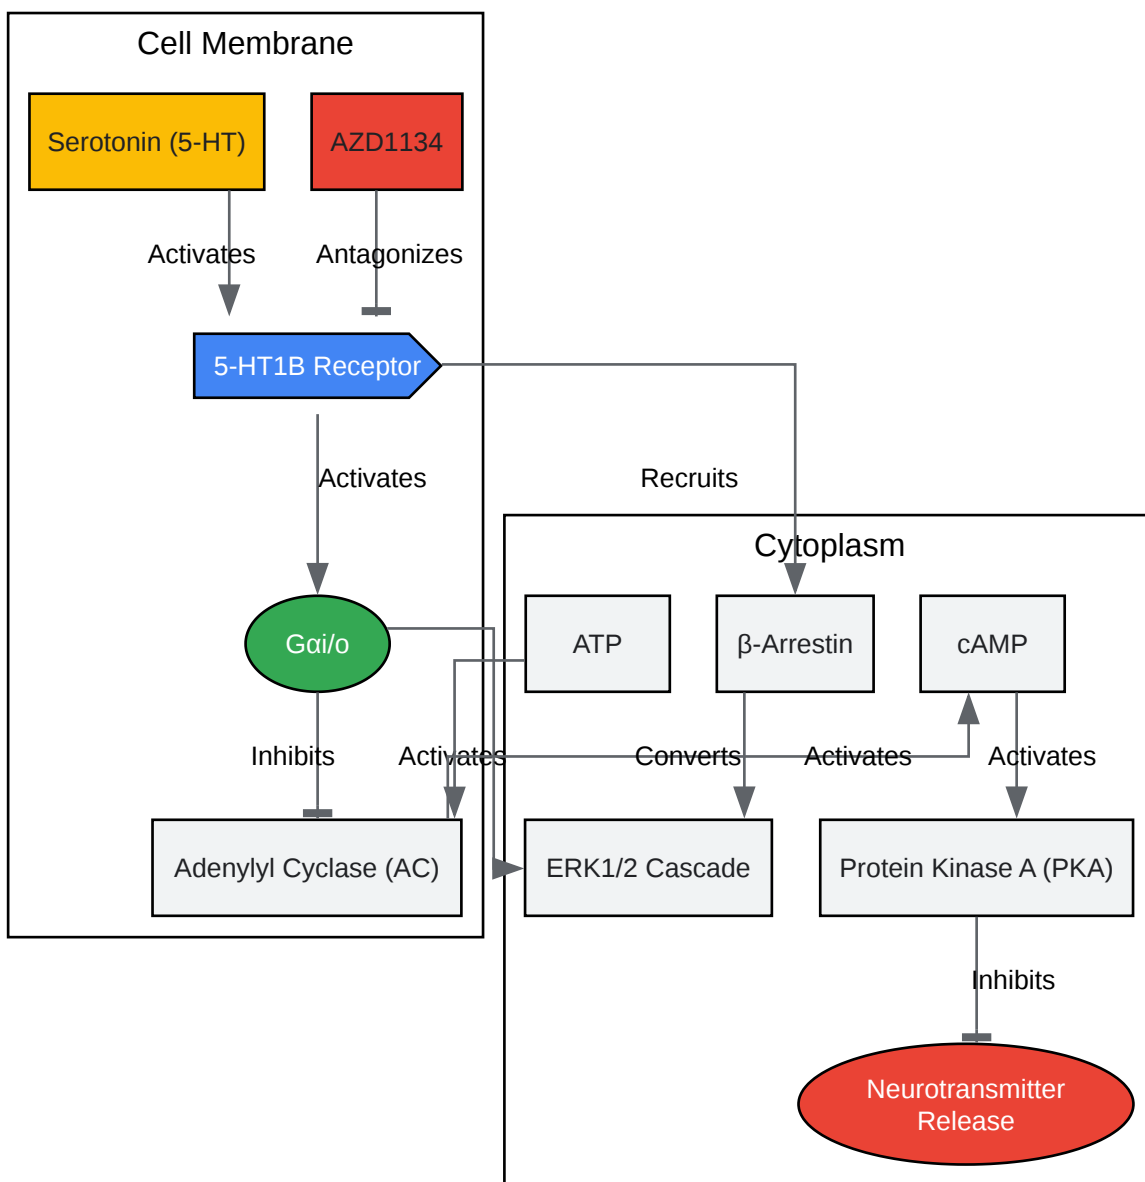 Cell Membrane
Serotonin (5-HT)
AZD1134
Activates
Antagonizes
5-HT1B Receptor
Activates
Recruits
Cytoplasm
Gαi/o
ATP
β-Arrestin
cAMP
Inhibits
Activates
Converts
Activates
Activates
Adenylyl Cyclase (AC)
ERK1/2 Cascade
Protein Kinase A (PKA)
Inhibits
Neurotransmitter
Release